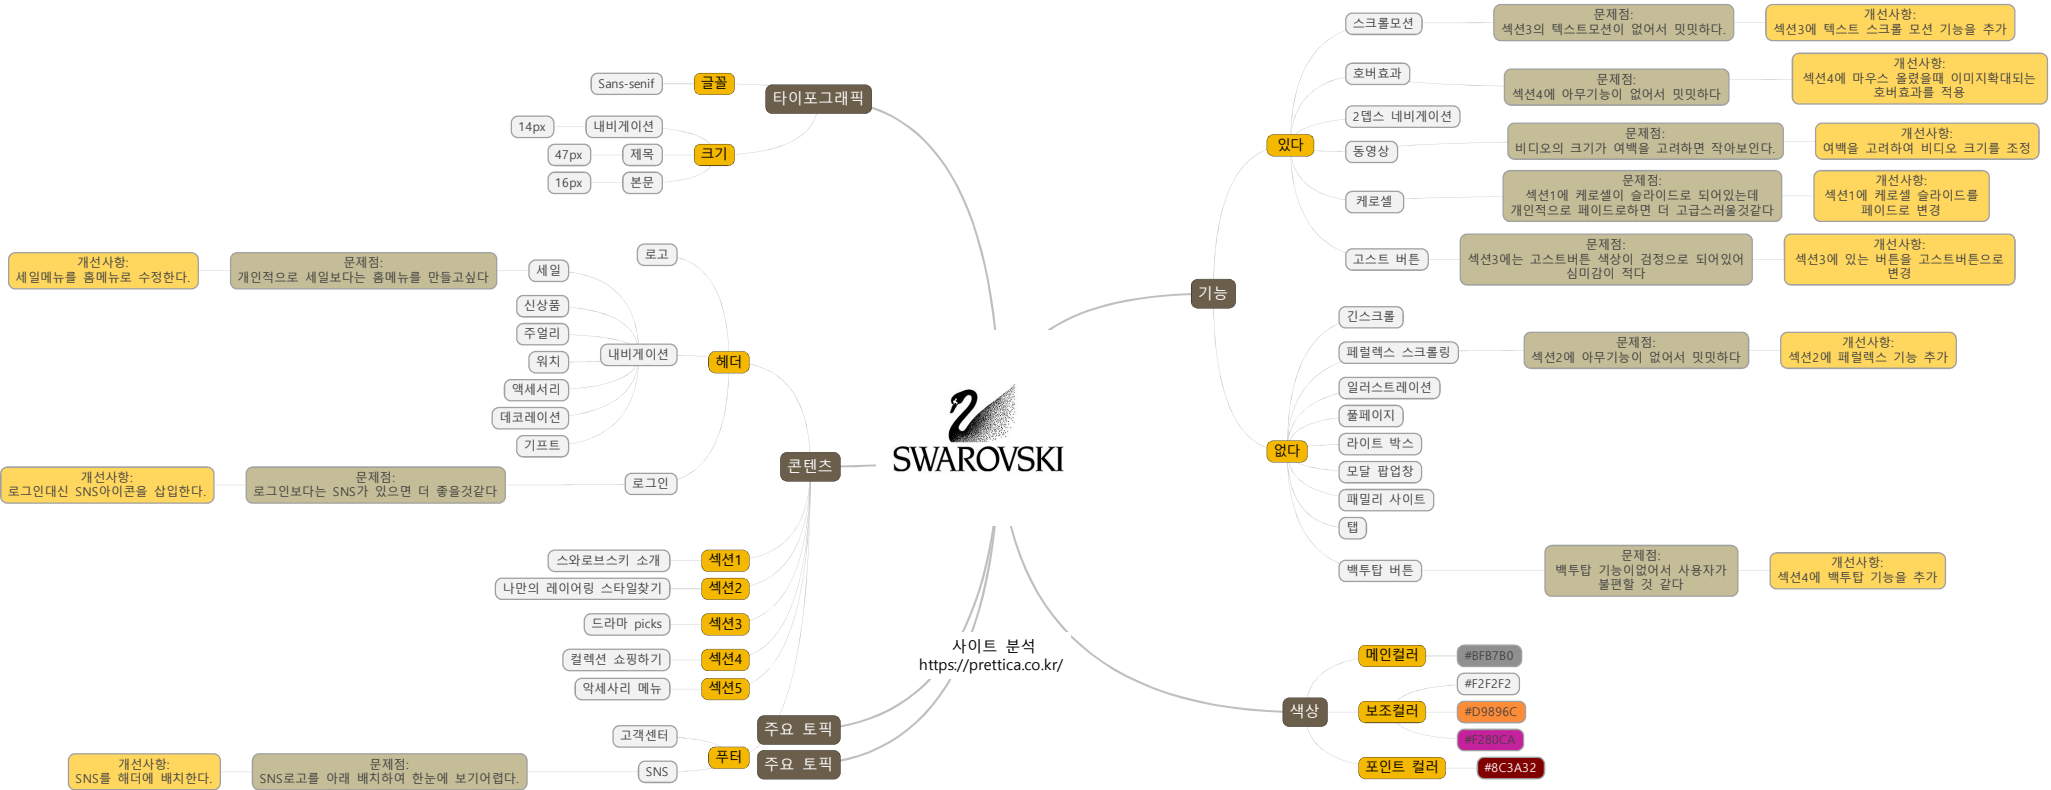 SWAROVSKI
사이트 분석
https://prettica.co.kr/
타이포그래픽
글꼴
Sans-senif
크기
내비게이션
14px
제목
47px
본문
16px
콘텐츠
헤더
로고
내비게이션
세일
문제점:
개인적으로 세일보다는 홈메뉴를 만들고싶다
개선사항:
세일메뉴를 홈메뉴로 수정한다.
신상품
주얼리
워치
액세서리
데코레이션
기프트
로그인
문제점:
로그인보다는 SNS가 있으면 더 좋을것같다
개선사항:
로그인대신 SNS아이콘을 삽입한다.
섹션1
스와로브스키 소개
섹션2
나만의 레이어링 스타일찾기
섹션3
드라마 picks
섹션4
컬렉션 쇼핑하기
섹션5
악세사리 메뉴
푸터
고객센터
SNS
문제점:
SNS로고를 아래 배치하여 한눈에 보기어렵다.
개선사항:
SNS를 해더에 배치한다.
주요 토픽
주요 토픽
기능
있다
스크롤모션
문제점:
섹션3의 텍스트모션이 없어서 밋밋하다.
개선사항:
섹션3에 텍스트 스크롤 모션 기능을 추가
호버효과
문제점:
섹션4에 아무기능이 없어서 밋밋하다
개선사항:
섹션4에 마우스 올렸을때 이미지확대되는
호버효과를 적용
2뎁스 네비게이션
동영상
문제점:
비디오의 크기가 여백을 고려하면 작아보인다.
개선사항:
여백을 고려하여 비디오 크기를 조정
케로셀
문제점:
섹션1에 케로셀이 슬라이드로 되어있는데
개인적으로 페이드로하면 더 고급스러울것같다
개선사항:
섹션1에 케로셀 슬라이드를
페이드로 변경
고스트 버튼
문제점:
섹션3에는 고스트버튼 색상이 검정으로 되어있어
심미감이 적다
개선사항:
섹션3에 있는 버튼을 고스트버튼으로
변경
없다
긴스크롤
페럴렉스 스크롤링
문제점:
섹션2에 아무기능이 없어서 밋밋하다
개선사항:
섹션2에 페럴렉스 기능 추가
일러스트레이션
풀페이지
라이트 박스
모달 팝업창
패밀리 사이트
탭
백투탑 버튼
문제점:
백투탑 기능이없어서 사용자가
불편할 것 같다
개선사항:
섹션4에 백투탑 기능을 추가
색상
메인컬러
#BFB7B0
보조컬러
#F2F2F2
#D9896C
#F280CA
포인트 컬러
#8C3A32